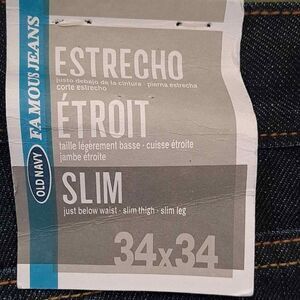 OLD NAVY FAMOUS JEANS
ESTRECHO
justo debajo de la cintura - pierna estrecha
corte estrecho
ÉTROIT
taille légèrement basse - cuisse étroite
jambe étroite
SLIM
just below waist - slim thigh - slim leg
34x34